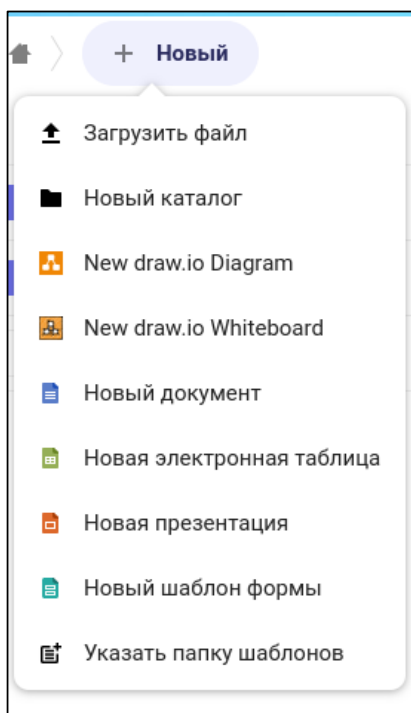 Новый
Загрузить файл
Новый каталог
New draw.io Diagram
New draw.io Whiteboard
Новый документ
Новая электронная таблица
Новая презентация
Новый шаблон формы
Указать папку шаблонов